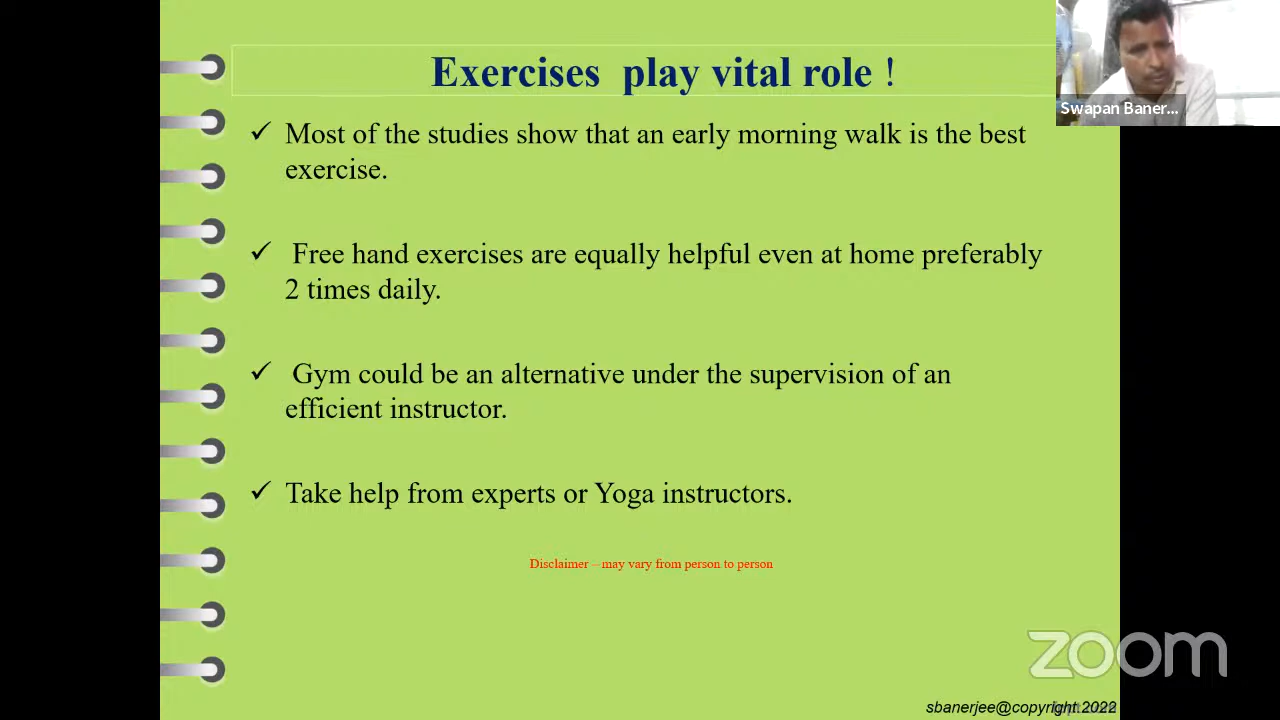 Exercises play vital role !
Swapan Baner...
✓ Most of the studies show that an early morning walk is the best
exercise.
✓ Free hand exercises are equally helpful even at home preferably
2 times daily.
✓ Gym could be an alternative under the supervision of an
efficient instructor.
✓ Take help from experts or Yoga instructors.
Disclaimer – may vary from person to person
zoom
sbanerjee@copyright 2022